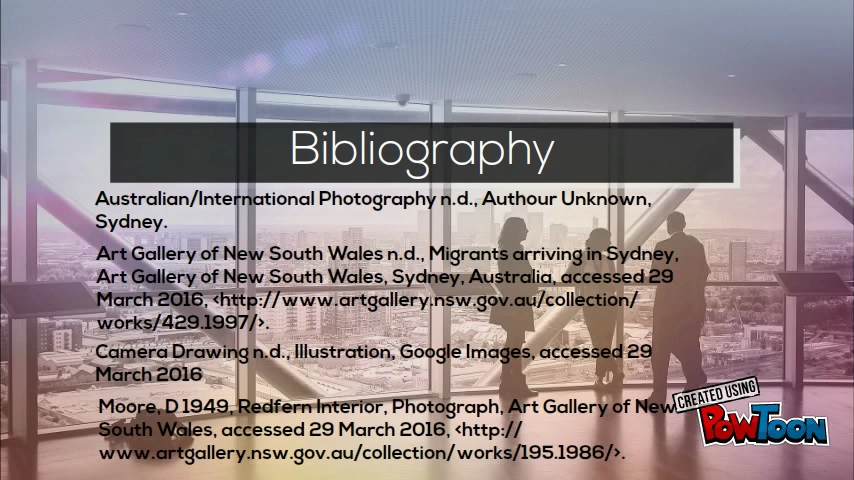 Bibliography
Australian/International Photography n.d., Authour Unknown,
Sydney.
Art Gallery of New South Wales n.d., Migrants arriving in Sydney,
Art Gallery of New South Wales, Sydney, Australia, accessed 29
March 2016, <http://www.artgallery.nsw.gov.au/collection/
works/429.1997/>.
Camera Drawing n.d., Illustration, Google Images, accessed 29
March 2016
Moore, D 1949, Redfern Interior, Photograph, Art Gallery of New
South Wales, accessed 29 March 2016, <http://
www.artgallery.nsw.gov.au/collection/works/195.1986/>.
CREATED USING
POWTOON